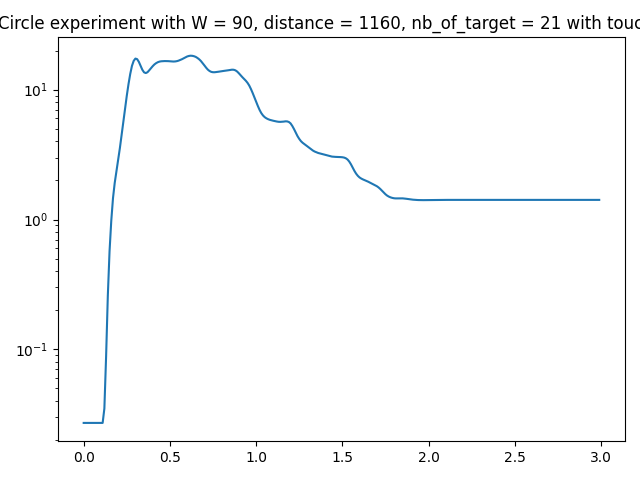 Circle experiment with W = 90, distance = 1160, nb_of_target = 21 with touc
10¹
10⁰
10⁻¹
0.0 0.5 1.0 1.5 2.0 2.5 3.0